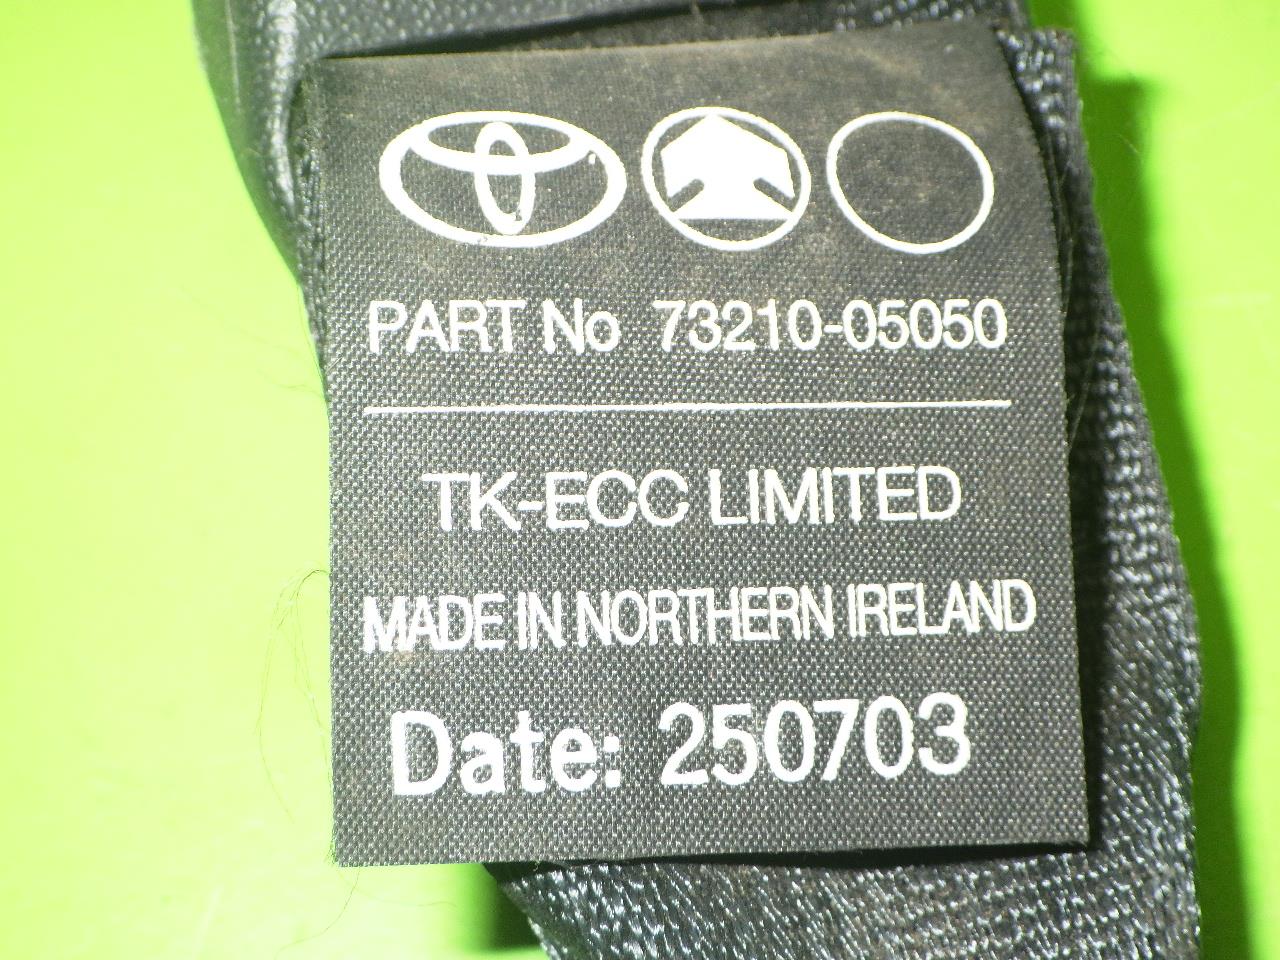 PART No 73210-05050
TK-ECC LIMITED
MADE IN NORTHERN IRELAND
Date: 250703